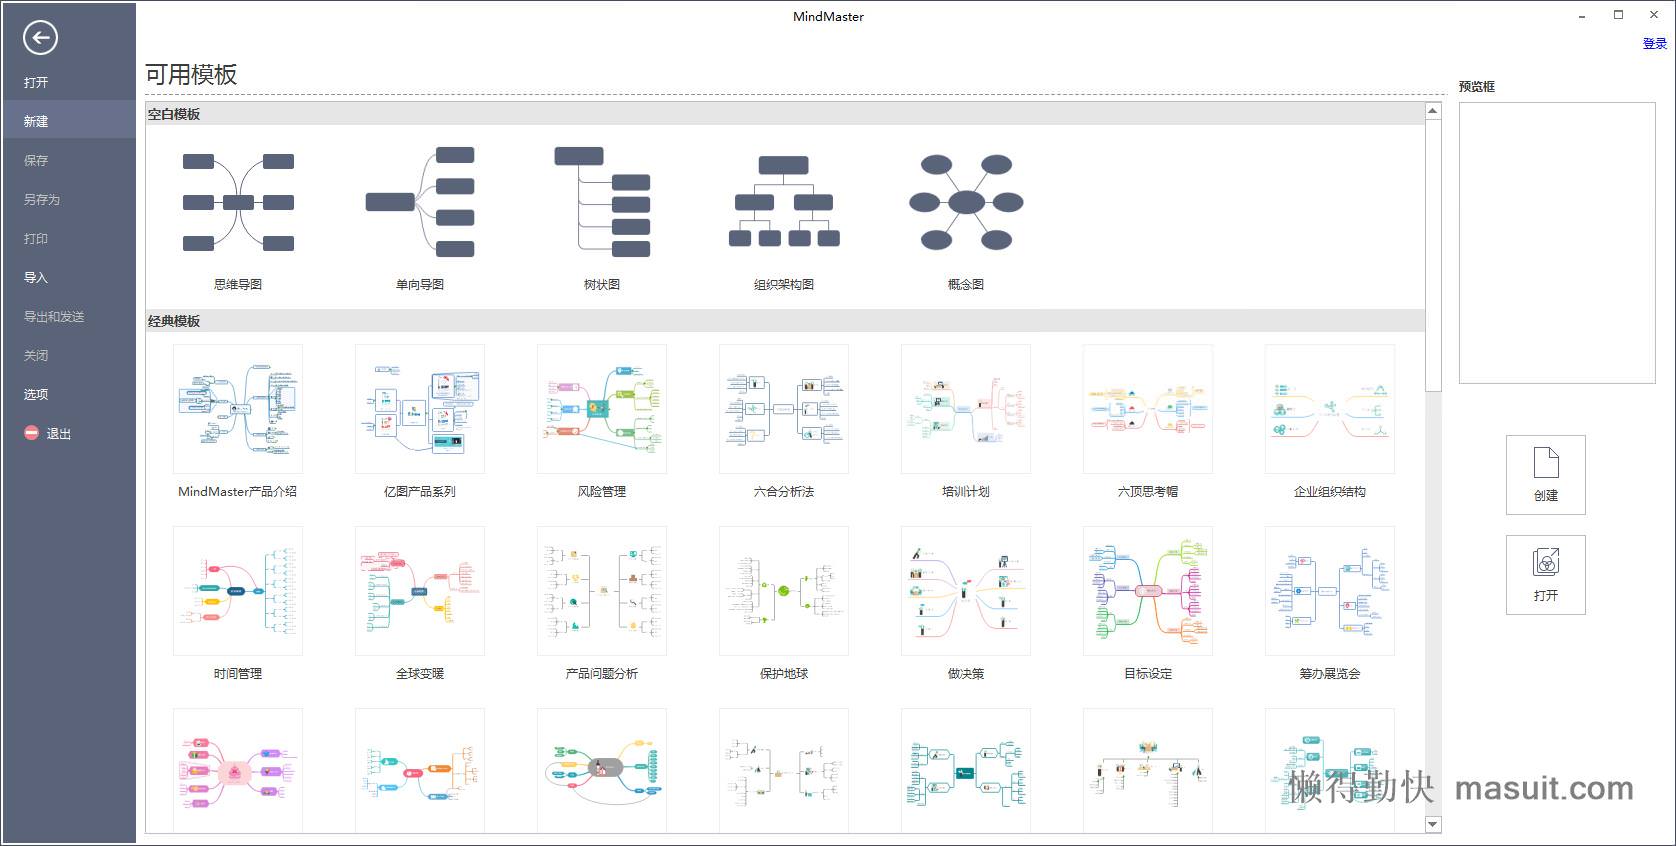 MindMaster
登录
打开
新建
保存
另存为
打印
导入
导出和发送
关闭
选项
退出
可用模板
空白模板
思维导图
单向导图
树状图
组织架构图
概念图
经典模板
MindMaster产品介绍
亿图产品系列
风险管理
六合分析法
培训计划
六顶思考帽
企业组织结构
时间管理
全球变暖
产品问题分析
保护地球
做决策
目标设定
筹办展览会
预览框
创建
打开
懒得勤快 masuit.com